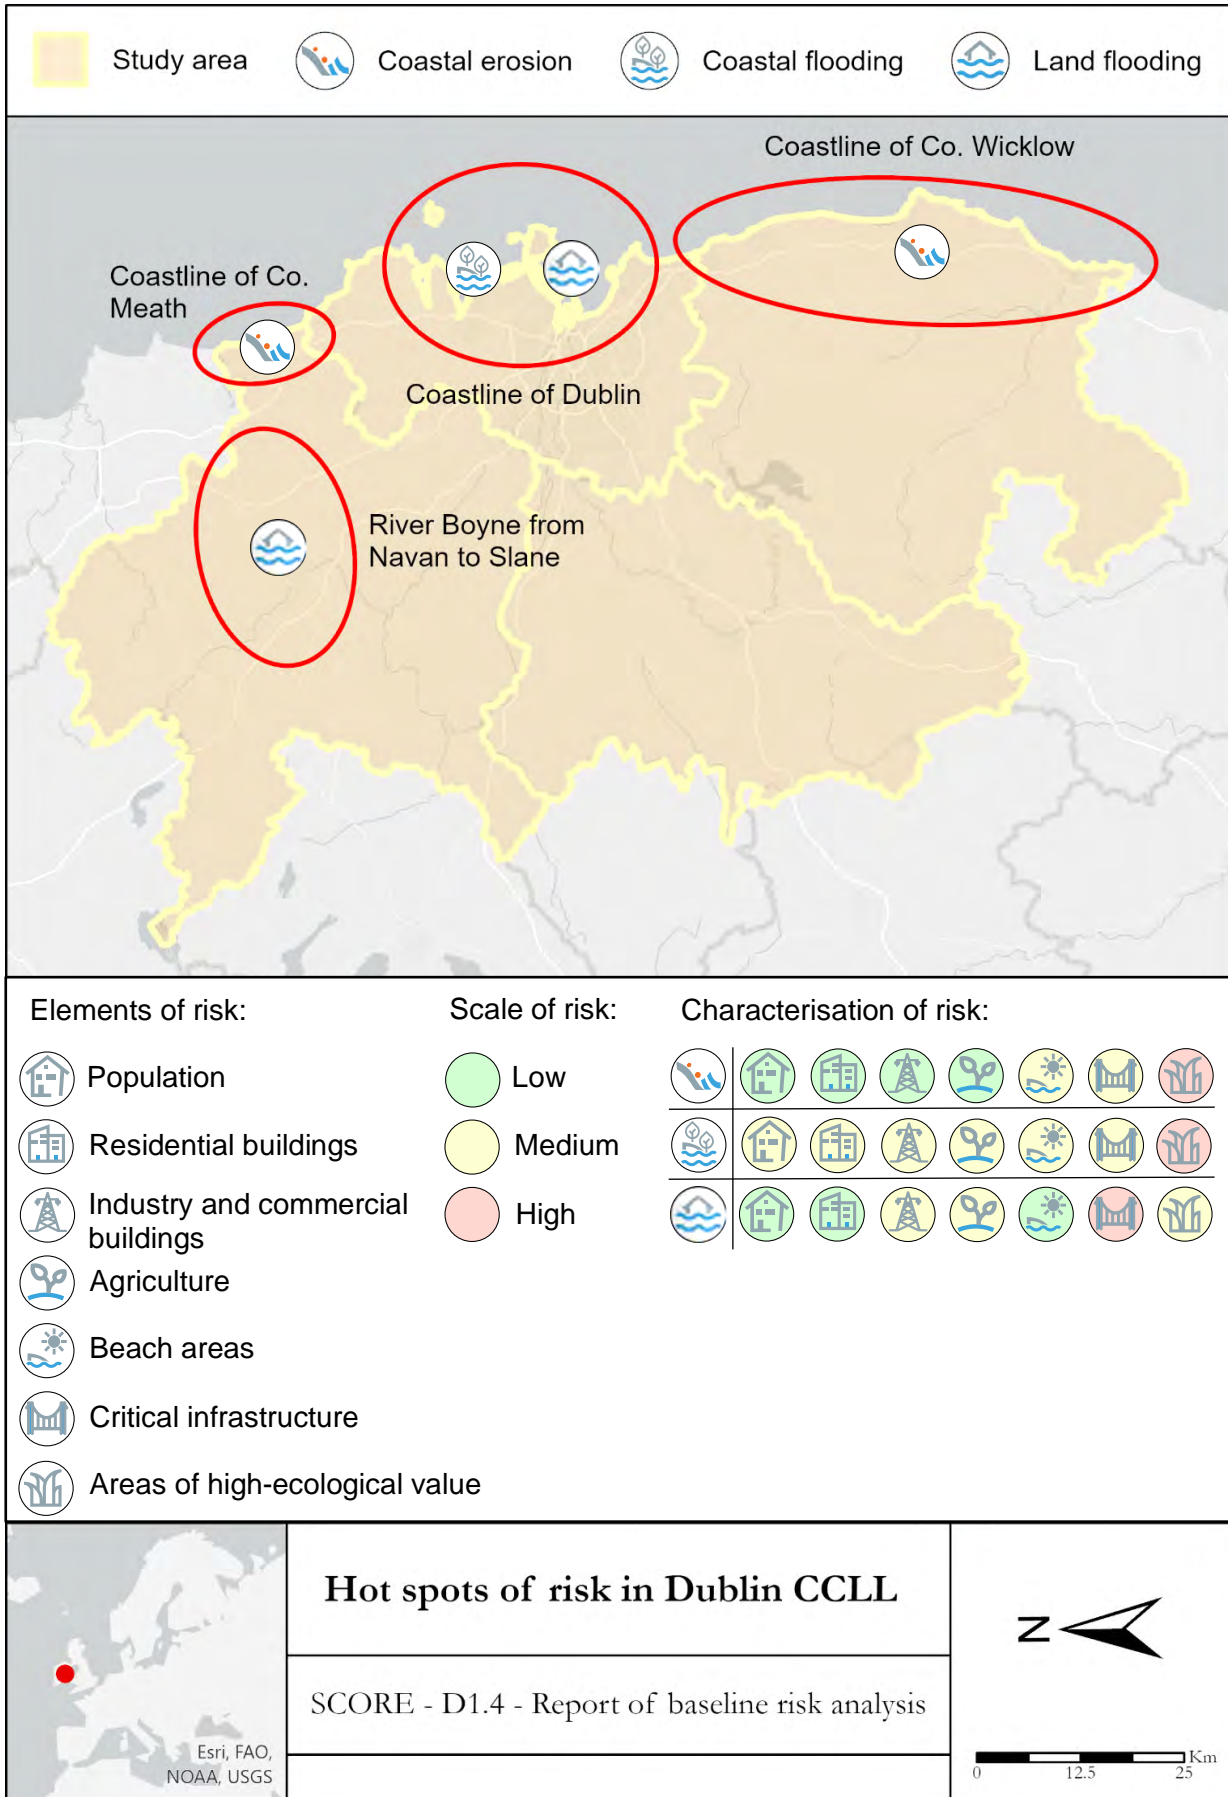 Study area
Coastal erosion
Coastal flooding
Land flooding
Coastline of Co. Wicklow
Coastline of Co.
Meath
Coastline of Dublin
River Boyne from
Navan to Slane
Elements of risk:
Population
Residential buildings
Industry and commercial
buildings
Agriculture
Beach areas
Critical infrastructure
Areas of high-ecological value
Scale of risk:
Low
Medium
High
Characterisation of risk:
Esri, FAO,
NOAA, USGS
Hot spots of risk in Dublin CCLL
SCORE - D1.4 - Report of baseline risk analysis
N
Km
0 12.5 25